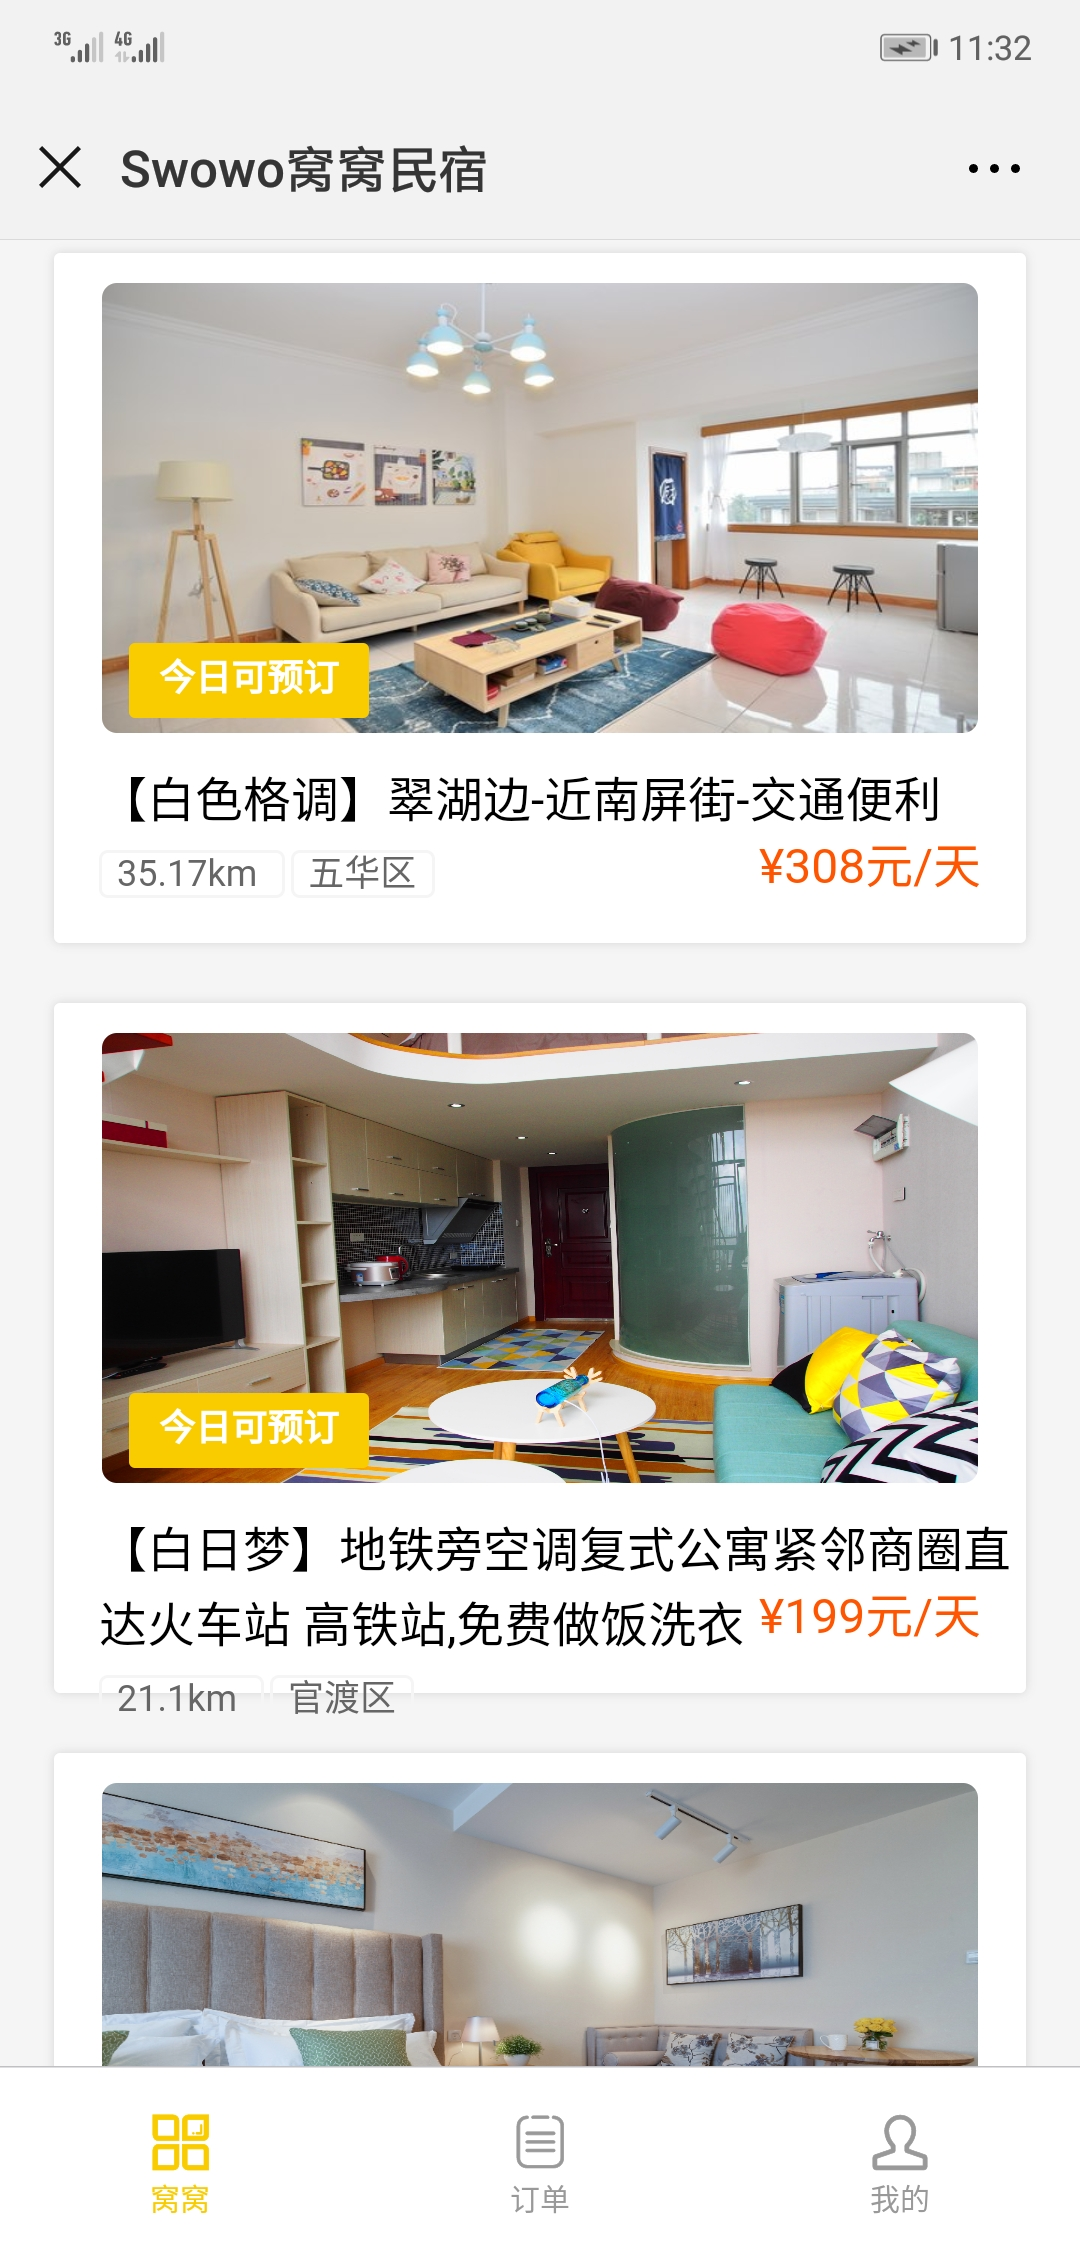 3G 4G 11:32
Swowo窝窝民宿
今日可预订
【白色格调】翠湖边-近南屏街-交通便利
35.17km 五华区 ¥308元/天
今日可预订
【白日梦】地铁旁空调复式公寓紧邻商圈直
达火车站 高铁站,免费做饭洗衣 ¥199元/天
21.1km 官渡区
窝窝 订单 我的